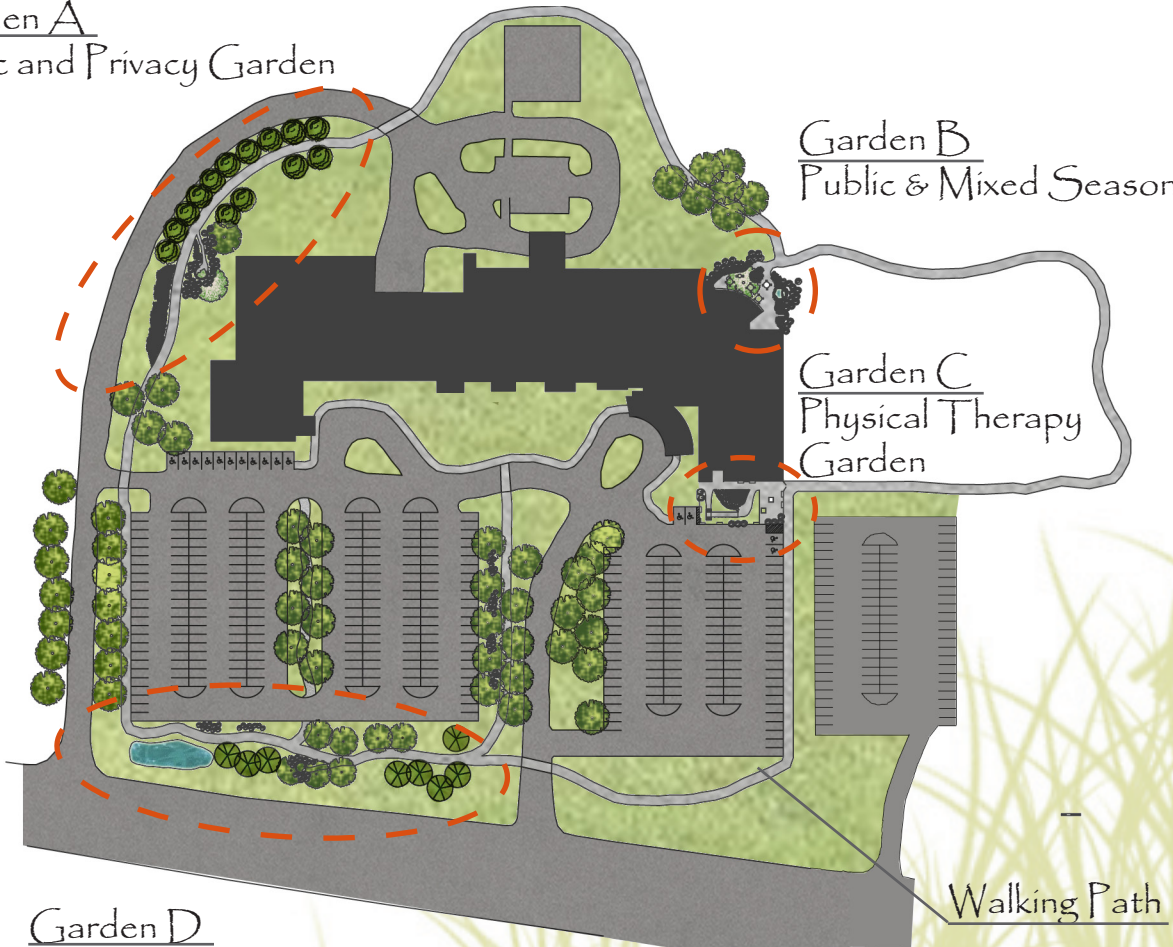 en A
and Privacy Garden
Garden B
Public & Mixed Season
Garden C
Physical Therapy
Garden
Walking Path
Garden D